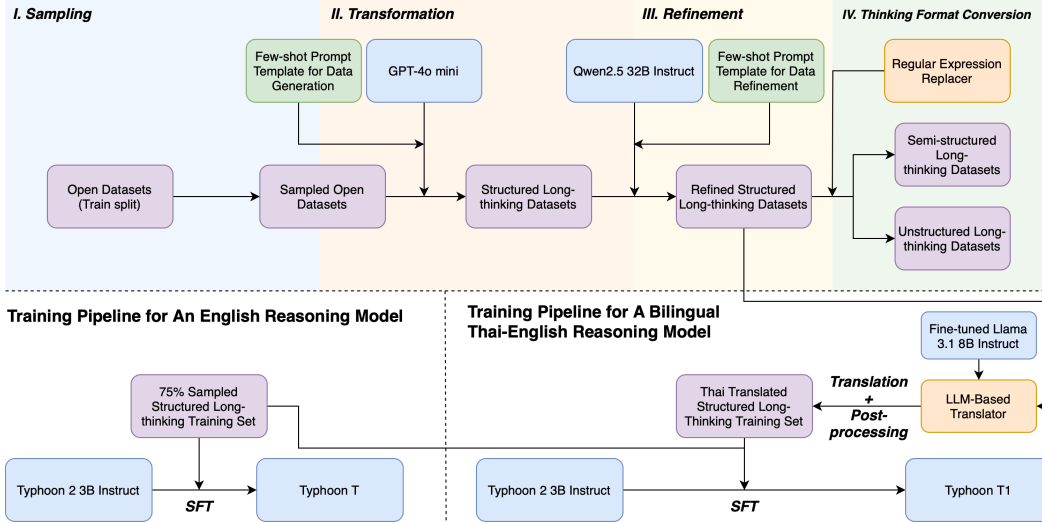 I. Sampling
II. Transformation
III. Refinement
IV. Thinking Format Conversion
Few-shot Prompt
Template for Data
Generation
GPT-4o mini
Qwen2.5 32B Instruct
Few-shot Prompt
Template for Data
Refinement
Regular Expression
Replacer
Open Datasets
(Train split)
Sampled Open
Datasets
Structured Long-
thinking Datasets
Refined Structured
Long-thinking Datasets
Semi-structured
Long-
thinking Datasets
Unstructured Long-
thinking Datasets
Training Pipeline for An English Reasoning Model
Training Pipeline for A Bilingual
Thai-English Reasoning Model
Fine-tuned Llama
3.1 8B Instruct
75% Sampled
Structured Long-
thinking Training Set
Thai Translated
Structured Long-
Thinking Training Set
Translation
+
Post-
processing
LLM-Based
Translator
Typhoon 2 3B Instruct
SFT
Typhoon T
Typhoon 2 3B Instruct
SFT
Typhoon T1